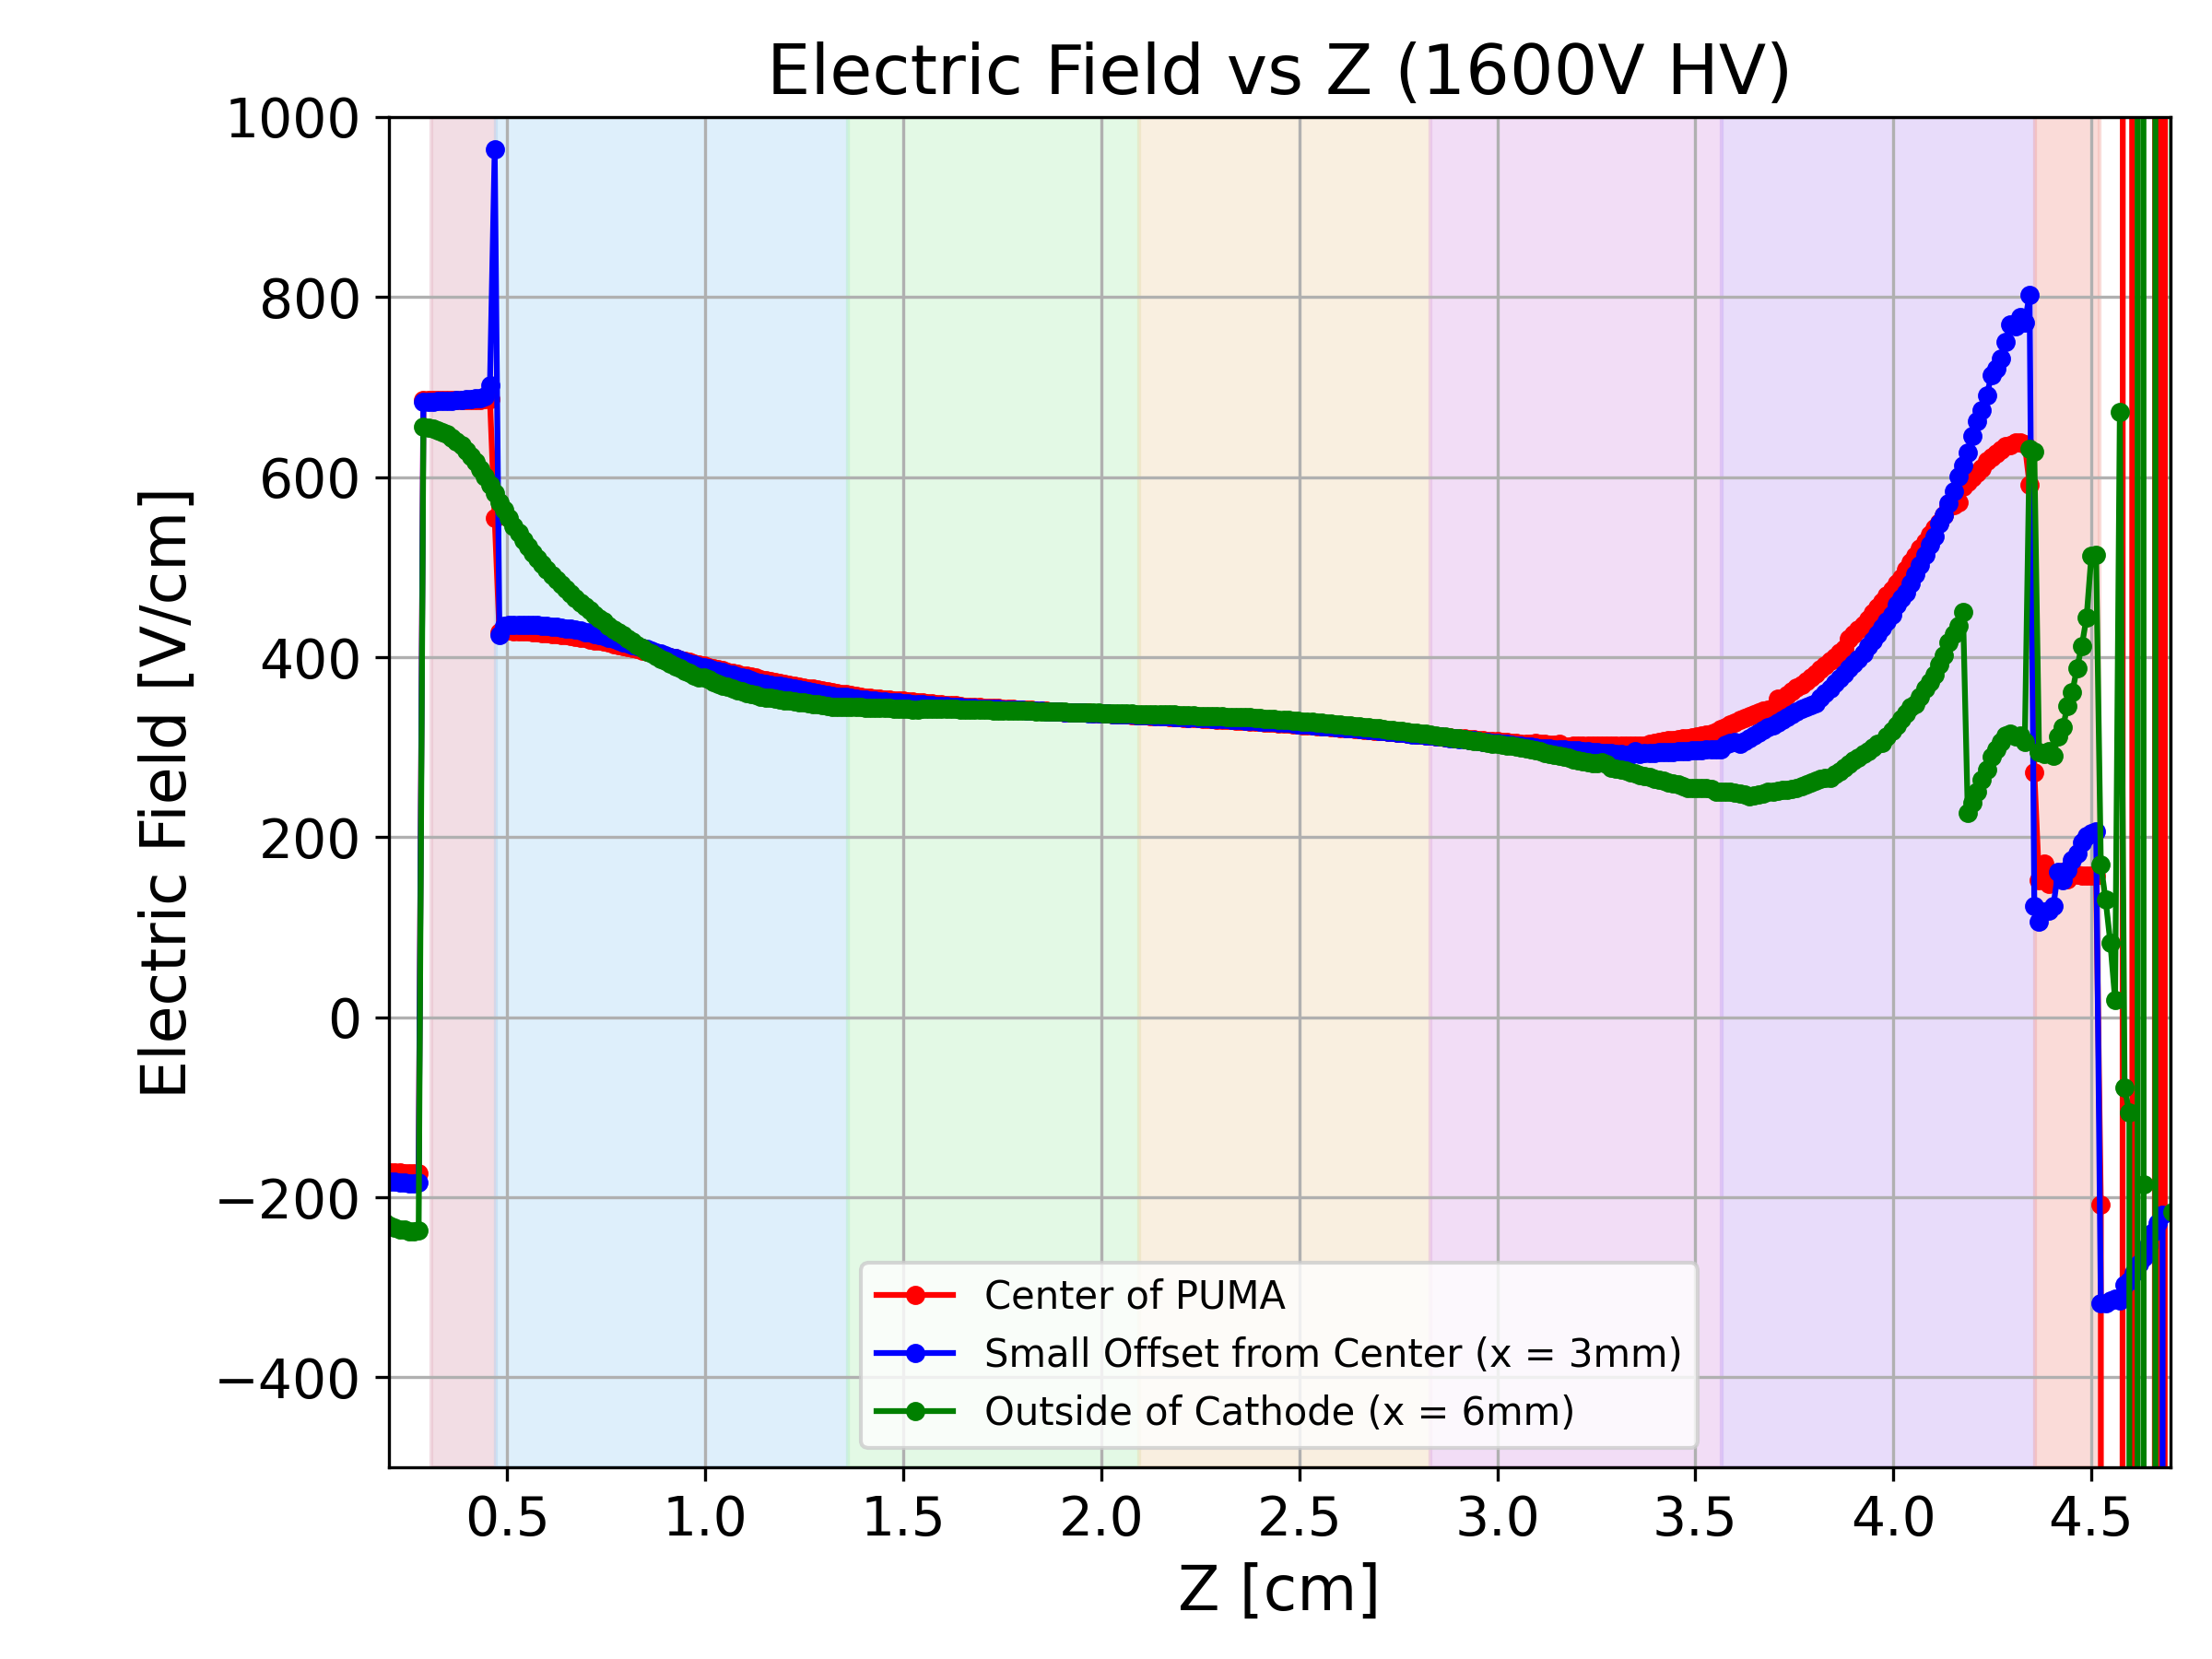 Electric Field vs Z (1600V HV)
1000
800
600
400
200
0
−200
−400
Electric Field [V/cm]
Center of PUMA
Small Offset from Center (x = 3mm)
Outside of Cathode (x = 6mm)
0.5 1.0 1.5 2.0 2.5 3.0 3.5 4.0 4.5
Z [cm]